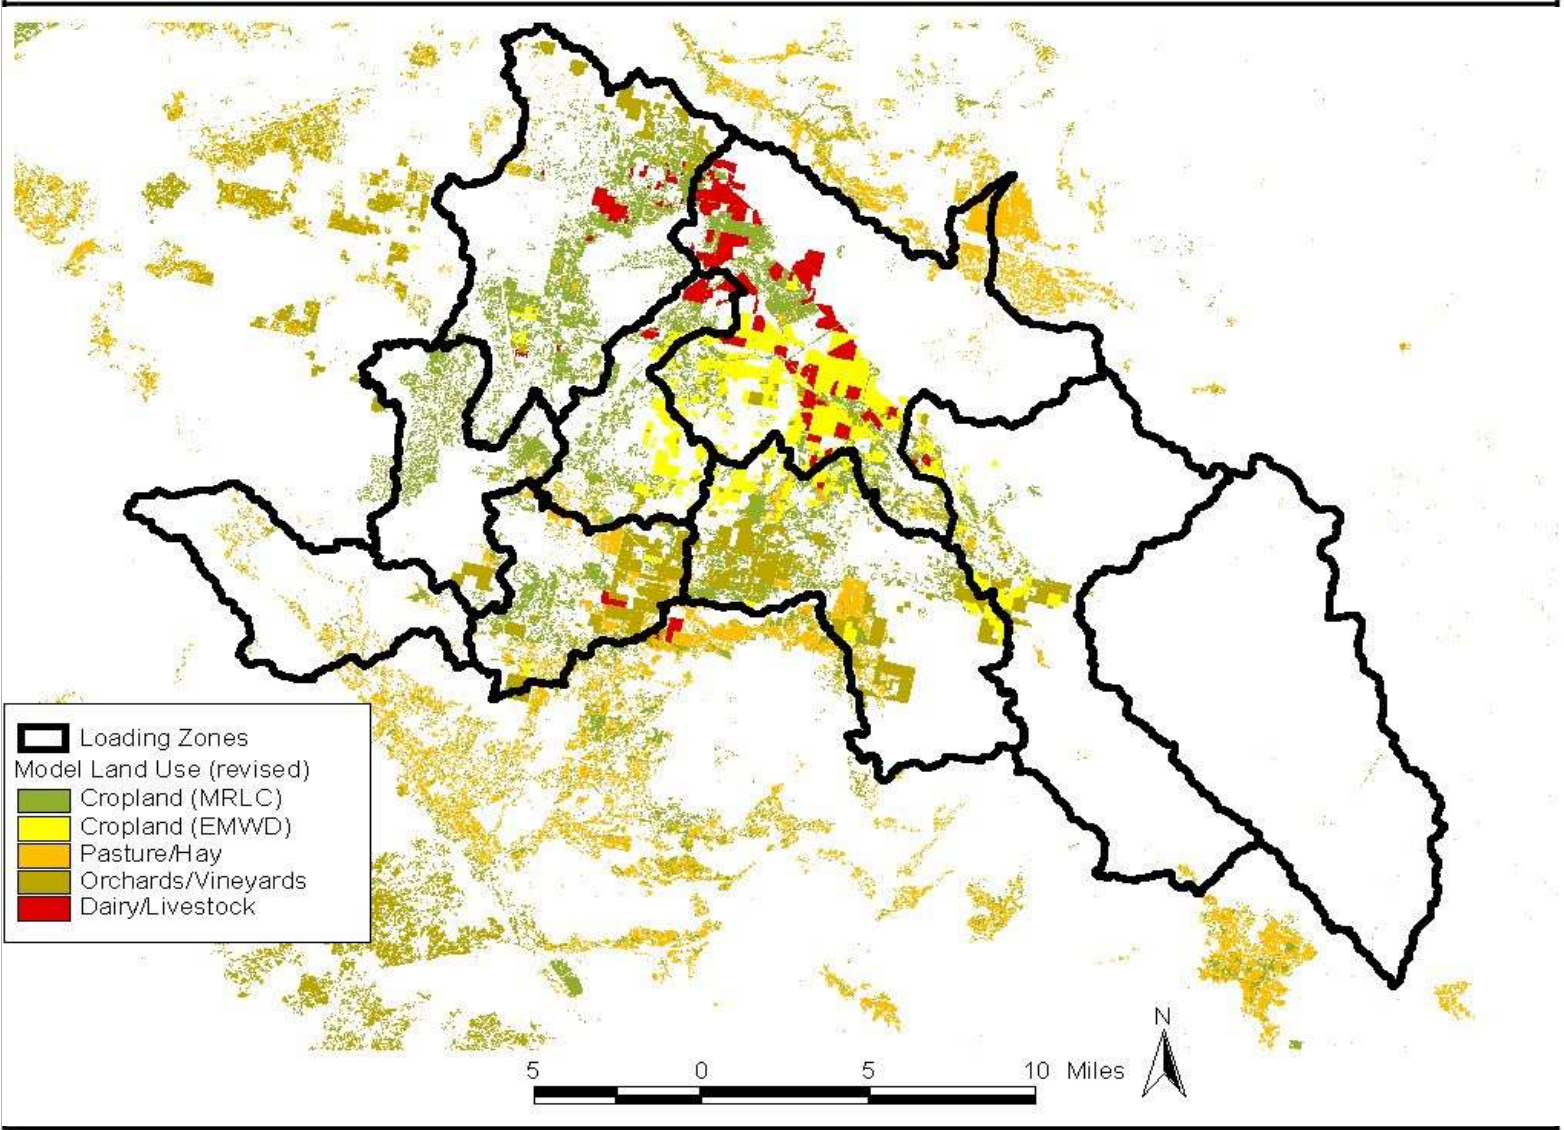 Loading Zones
Model Land Use (revised)
Cropland (MRLC)
Cropland (EMWD)
Pasture/Hay
Orchards/Vineyards
Dairy/Livestock
N
5 0 5 10 Miles